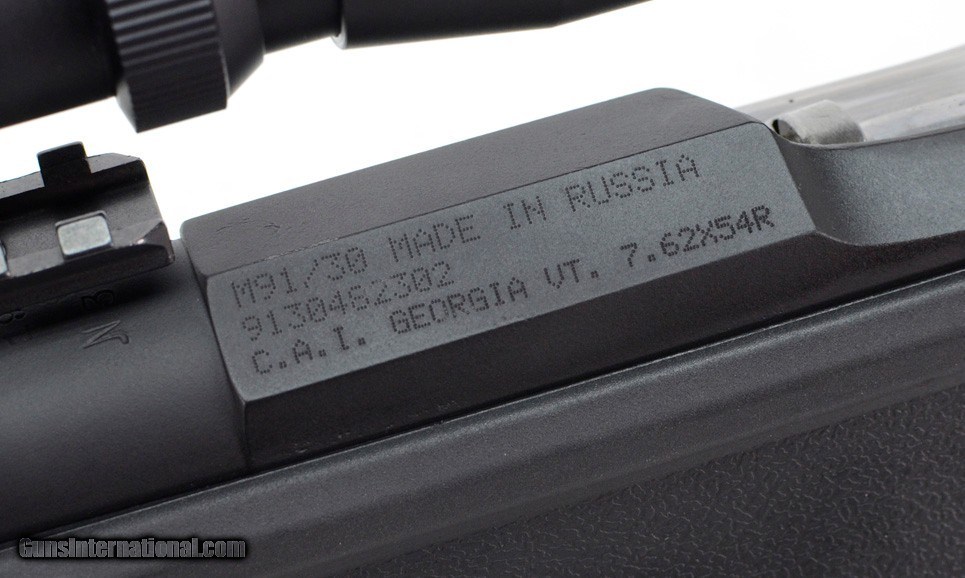 M91/30 MADE IN RUSSIA
9130482302
C.A.I. GEORGIA VT. 7.62X54R
GunsInternational.com